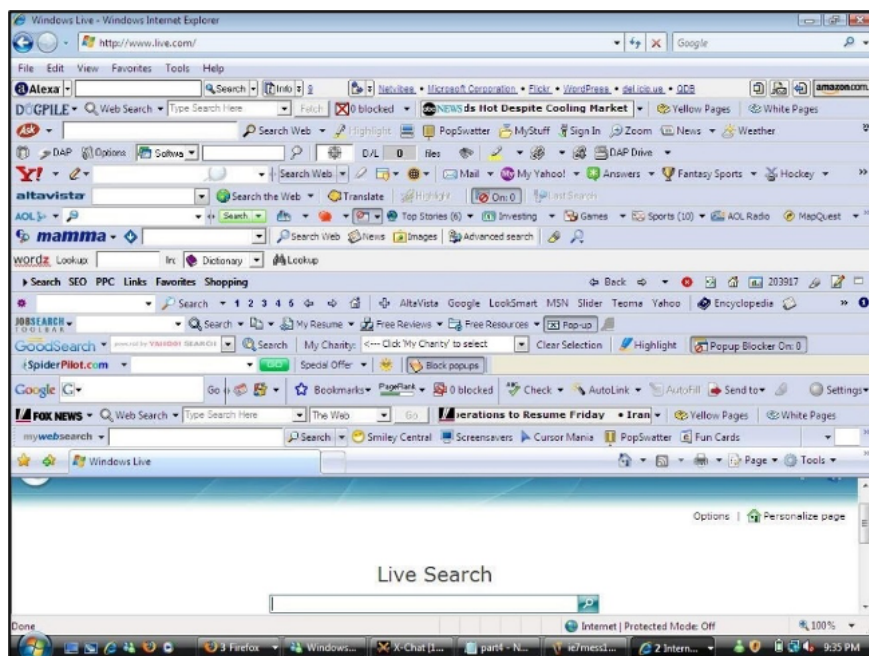 Windows Live - Windows Internet Explorer
http://www.live.com/ Google
File Edit View Favorites Tools Help
Alexa Search Info 9 Netvibes • Microsoft Corporation • Flickr • WordPress • del.icio.us • QDB amazon.com
DOGPILE Web Search Type Search Here Fetch 0 blocked NEWS ds Hot Despite Cooling Market Yellow Pages White Pages
Ask Search Web Highlight PopSwatter MyStuff Sign In Zoom News Weather
DAP Options Softwa D/L 0 files DAP Drive
Y! Search Web Mail My Yahoo! Answers Fantasy Sports Hockey
altavista Search the Web Translate Highlight On: 0 Last Search
AOL Search Top Stories (6) Investing Games Sports (10) AOL Radio MapQuest
mamma Search Web News Images Advanced search
wordz Lookup In: Dictionary Lookup
Search SEO PPC Links Favorites Shopping Back 203917
Search 1 2 3 4 5 AltaVista Google LookSmart MSN Slider Teoma Yahoo Encyclopedia
JOBSEARCH TOOLBAR Search My Resume Free Reviews Free Resources Pop-up
GoodSearch powered by YAHOO! SEARCH Search My Charity: <--- Click 'My Charity' to select Clear Selection Highlight Popup Blocker On: 0
SpiderPilot.com GO Special Offer Block popups
Google G Go Bookmarks PageRank 0 blocked Check AutoLink AutoFill Send to Settings
FOX NEWS Web Search Type Search Here The Web Go perations to Resume Friday • Iran Yellow Pages White Pages
mywebsearch Search Smiley Central Screensavers Cursor Mania PopSwatter Fun Cards
Windows Live Page Tools
Options | Personalize page
Live Search
Done Internet | Protected Mode: Off 100%
3 Firefox Windows... X-Chat [1... part4 - N... ie7mess1... 2 Intern... 9:35 PM